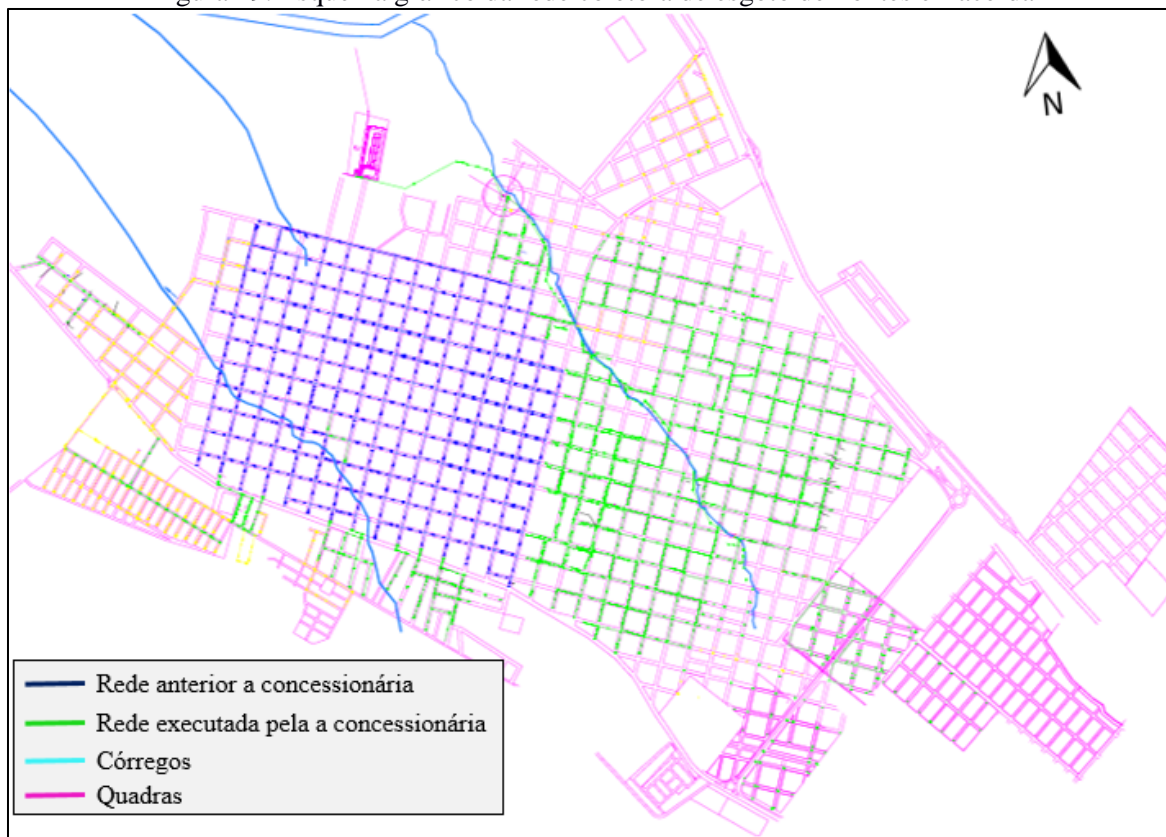 N
Rede anterior a concessionária
Rede executada pela a concessionária
Córregos
Quadras